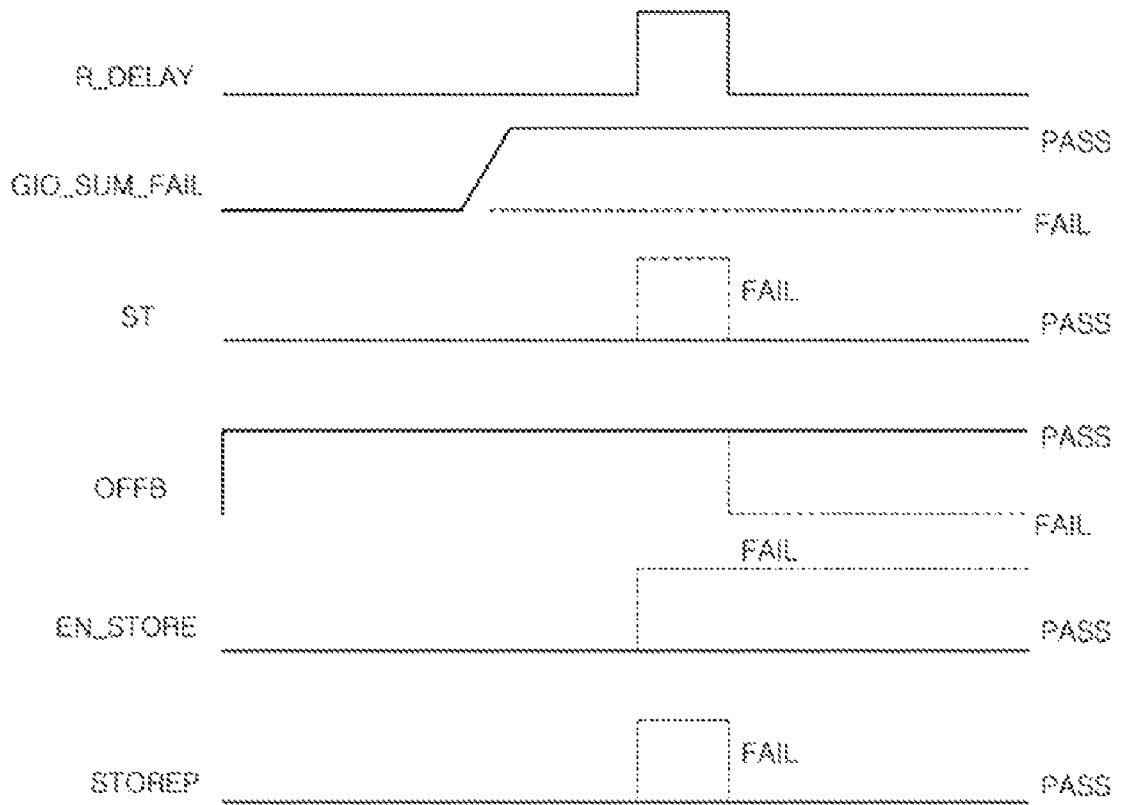 R_DELAY
PASS
GIO_SUM_FAIL
FAIL
FAIL
ST
PASS
PASS
OFFB
FAIL
FAIL
EN_STORE
PASS
FAIL
STOREP
PASS